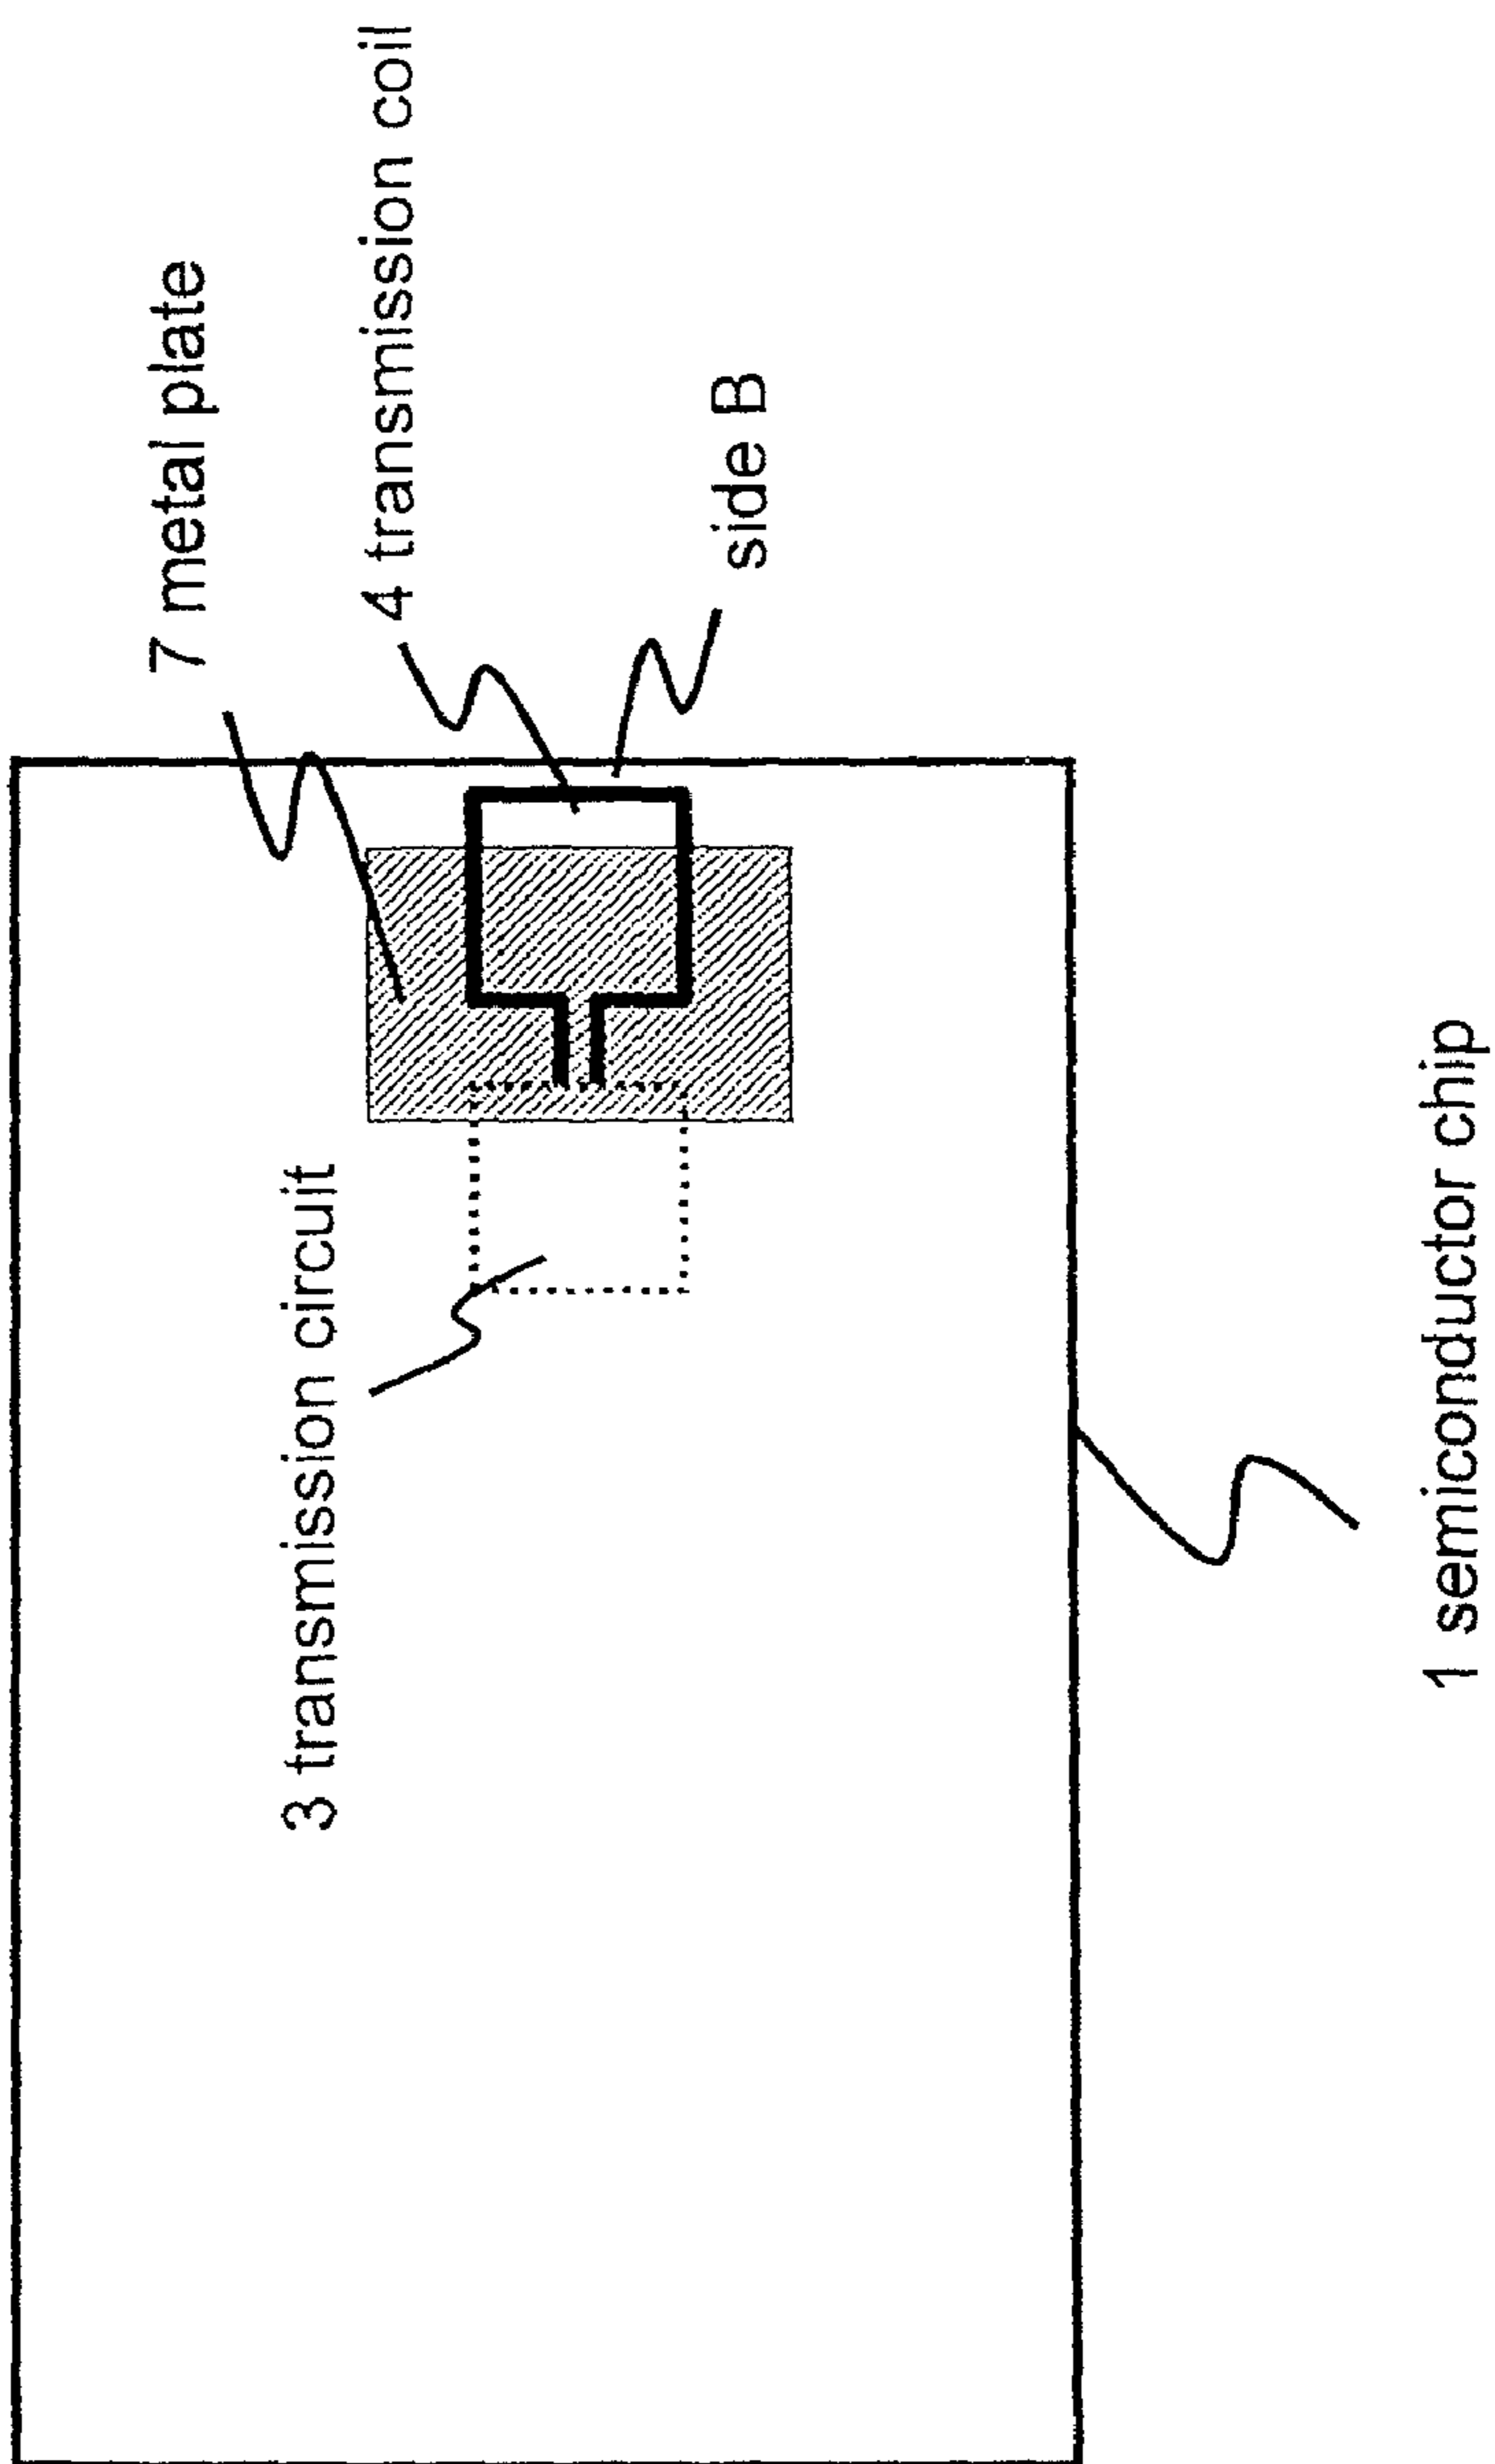 7 metal plate
4 transmission coil
side B
3 transmission circuit
1 semiconductor chip